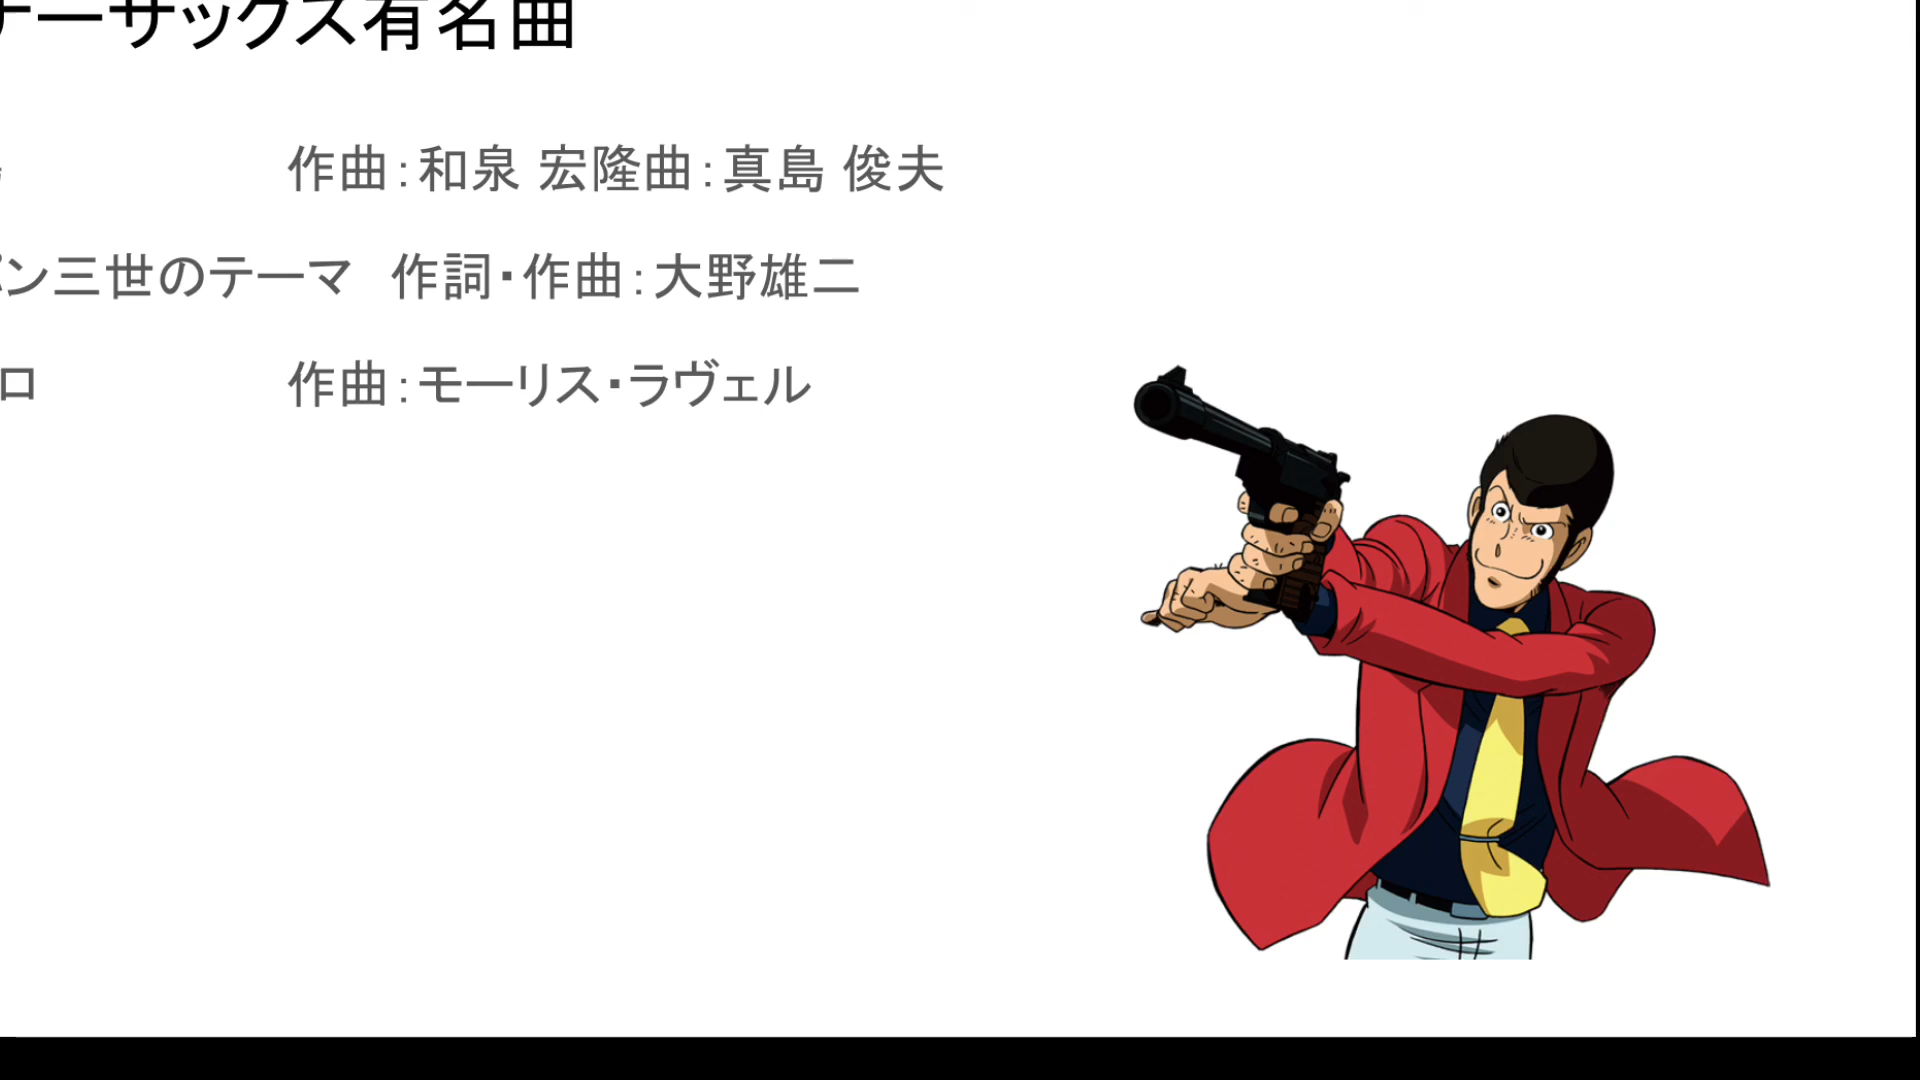 ナーサックス有名曲
作曲：和泉 宏隆曲：真島 俊夫
パン三世のテーマ　作詞・作曲：大野雄二
ロ　作曲：モーリス・ラヴェル